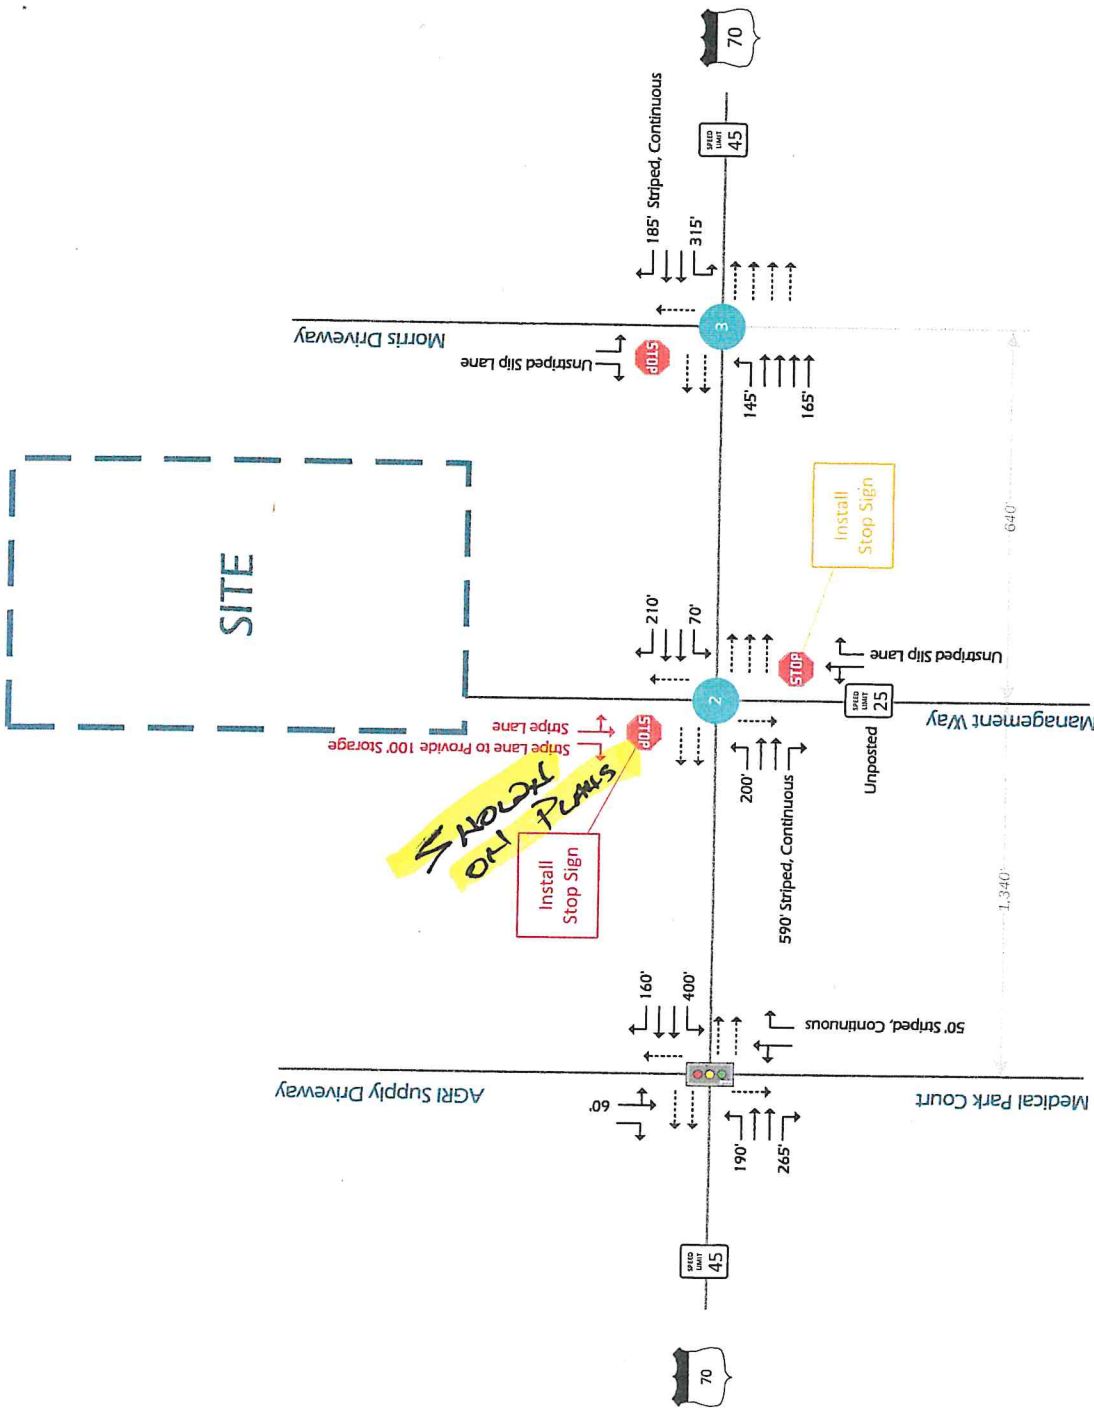 70
SPEED
LIMIT
45
185' Striped, Continuous
315'
Morris Driveway
Unstriped Slip Lane
STOP
3
145'
165'
SITE
640'
Install
Stop Sign
210'
70'
STOP
Unstriped Slip Lane
Stripe Lane
Stripe Lane to Provide 100' Storage
STOP
2
SPEED
LIMIT
25
Unposted
Management Way
SHOWN
ON PLANS
Install
Stop Sign
200'
590' Striped, Continuous
1,340'
160'
400'
50' Striped, Continuous
AGRI Supply Driveway
60'
Medical Park Court
190'
265'
SPEED
LIMIT
45
70